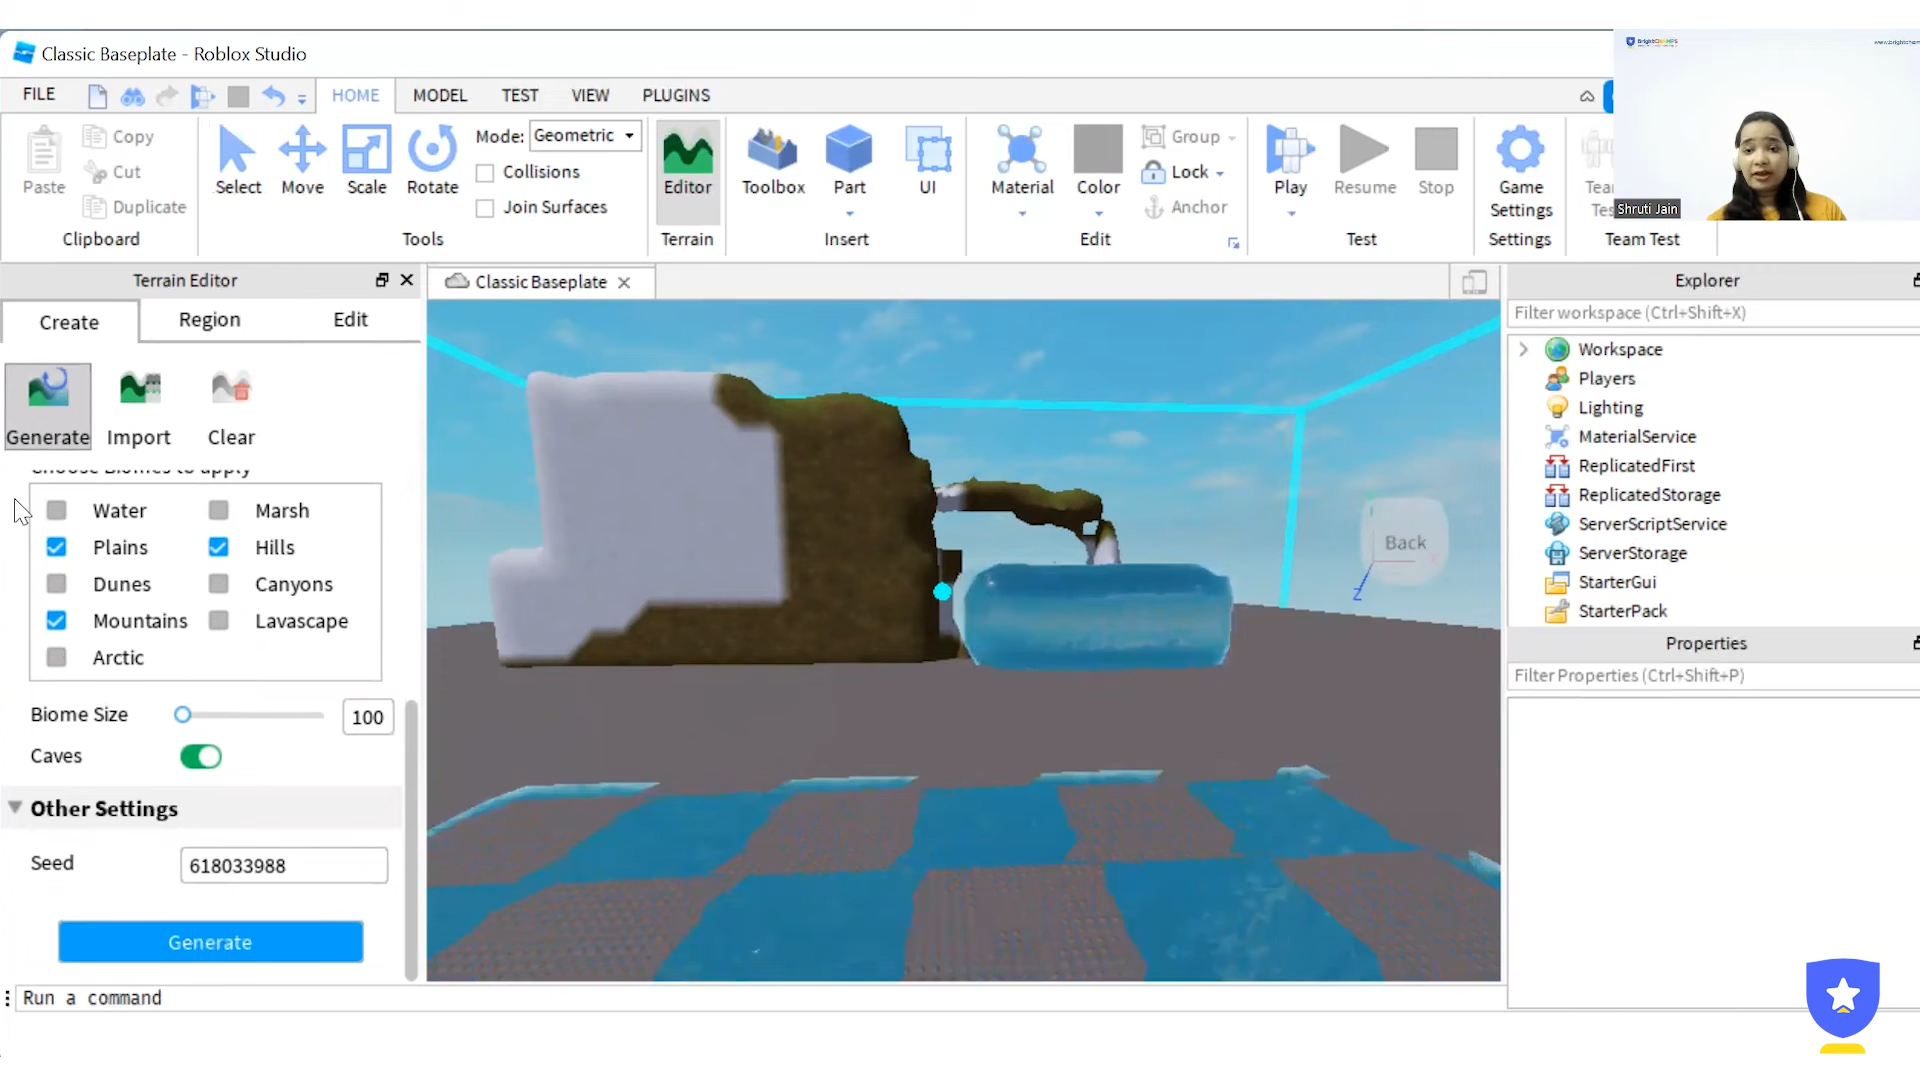 Classic Baseplate - Roblox Studio
BrightCHAMPS
FILE
HOME
MODEL
TEST
VIEW
PLUGINS
Paste
Copy
Cut
Duplicate
Clipboard
Select
Move
Scale
Rotate
Mode: Geometric
Collisions
Join Surfaces
Tools
Editor
Terrain
Toolbox
Part
UI
Insert
Material
Color
Group
Lock
Anchor
Edit
Play
Resume
Stop
Test
Game
Settings
Settings
Team Test
Shruti Jain
Terrain Editor
Create
Region
Edit
Generate
Import
Clear
Choose Biomes to apply
Water
Marsh
Plains
Hills
Dunes
Canyons
Mountains
Lavascape
Arctic
Biome Size
100
Caves
Other Settings
Seed
618033988
Generate
Run a command
Classic Baseplate
Back
Z
Explorer
Filter workspace (Ctrl+Shift+X)
Workspace
Players
Lighting
MaterialService
ReplicatedFirst
ReplicatedStorage
ServerScriptService
ServerStorage
StarterGui
StarterPack
Properties
Filter Properties (Ctrl+Shift+P)